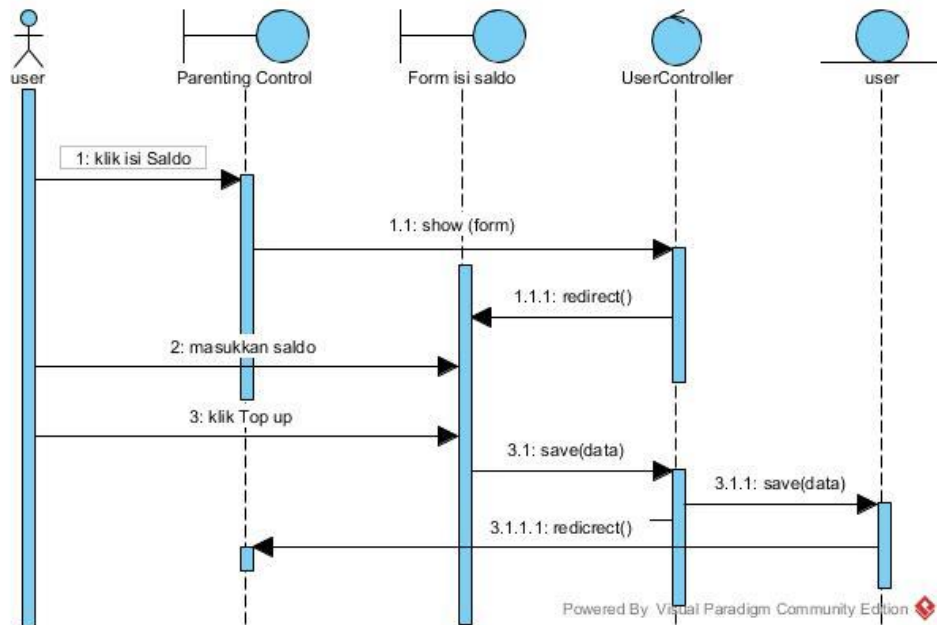 user
Parenting Control
Form isi saldo
UserController
user
1: klik isi Saldo
1.1: show (form)
1.1.1: redirect()
2: masukkan saldo
3: klik Top up
3.1: save(data)
3.1.1: save(data)
3.1.1.1: redicrect()
Powered By Visual Paradigm Community Edition